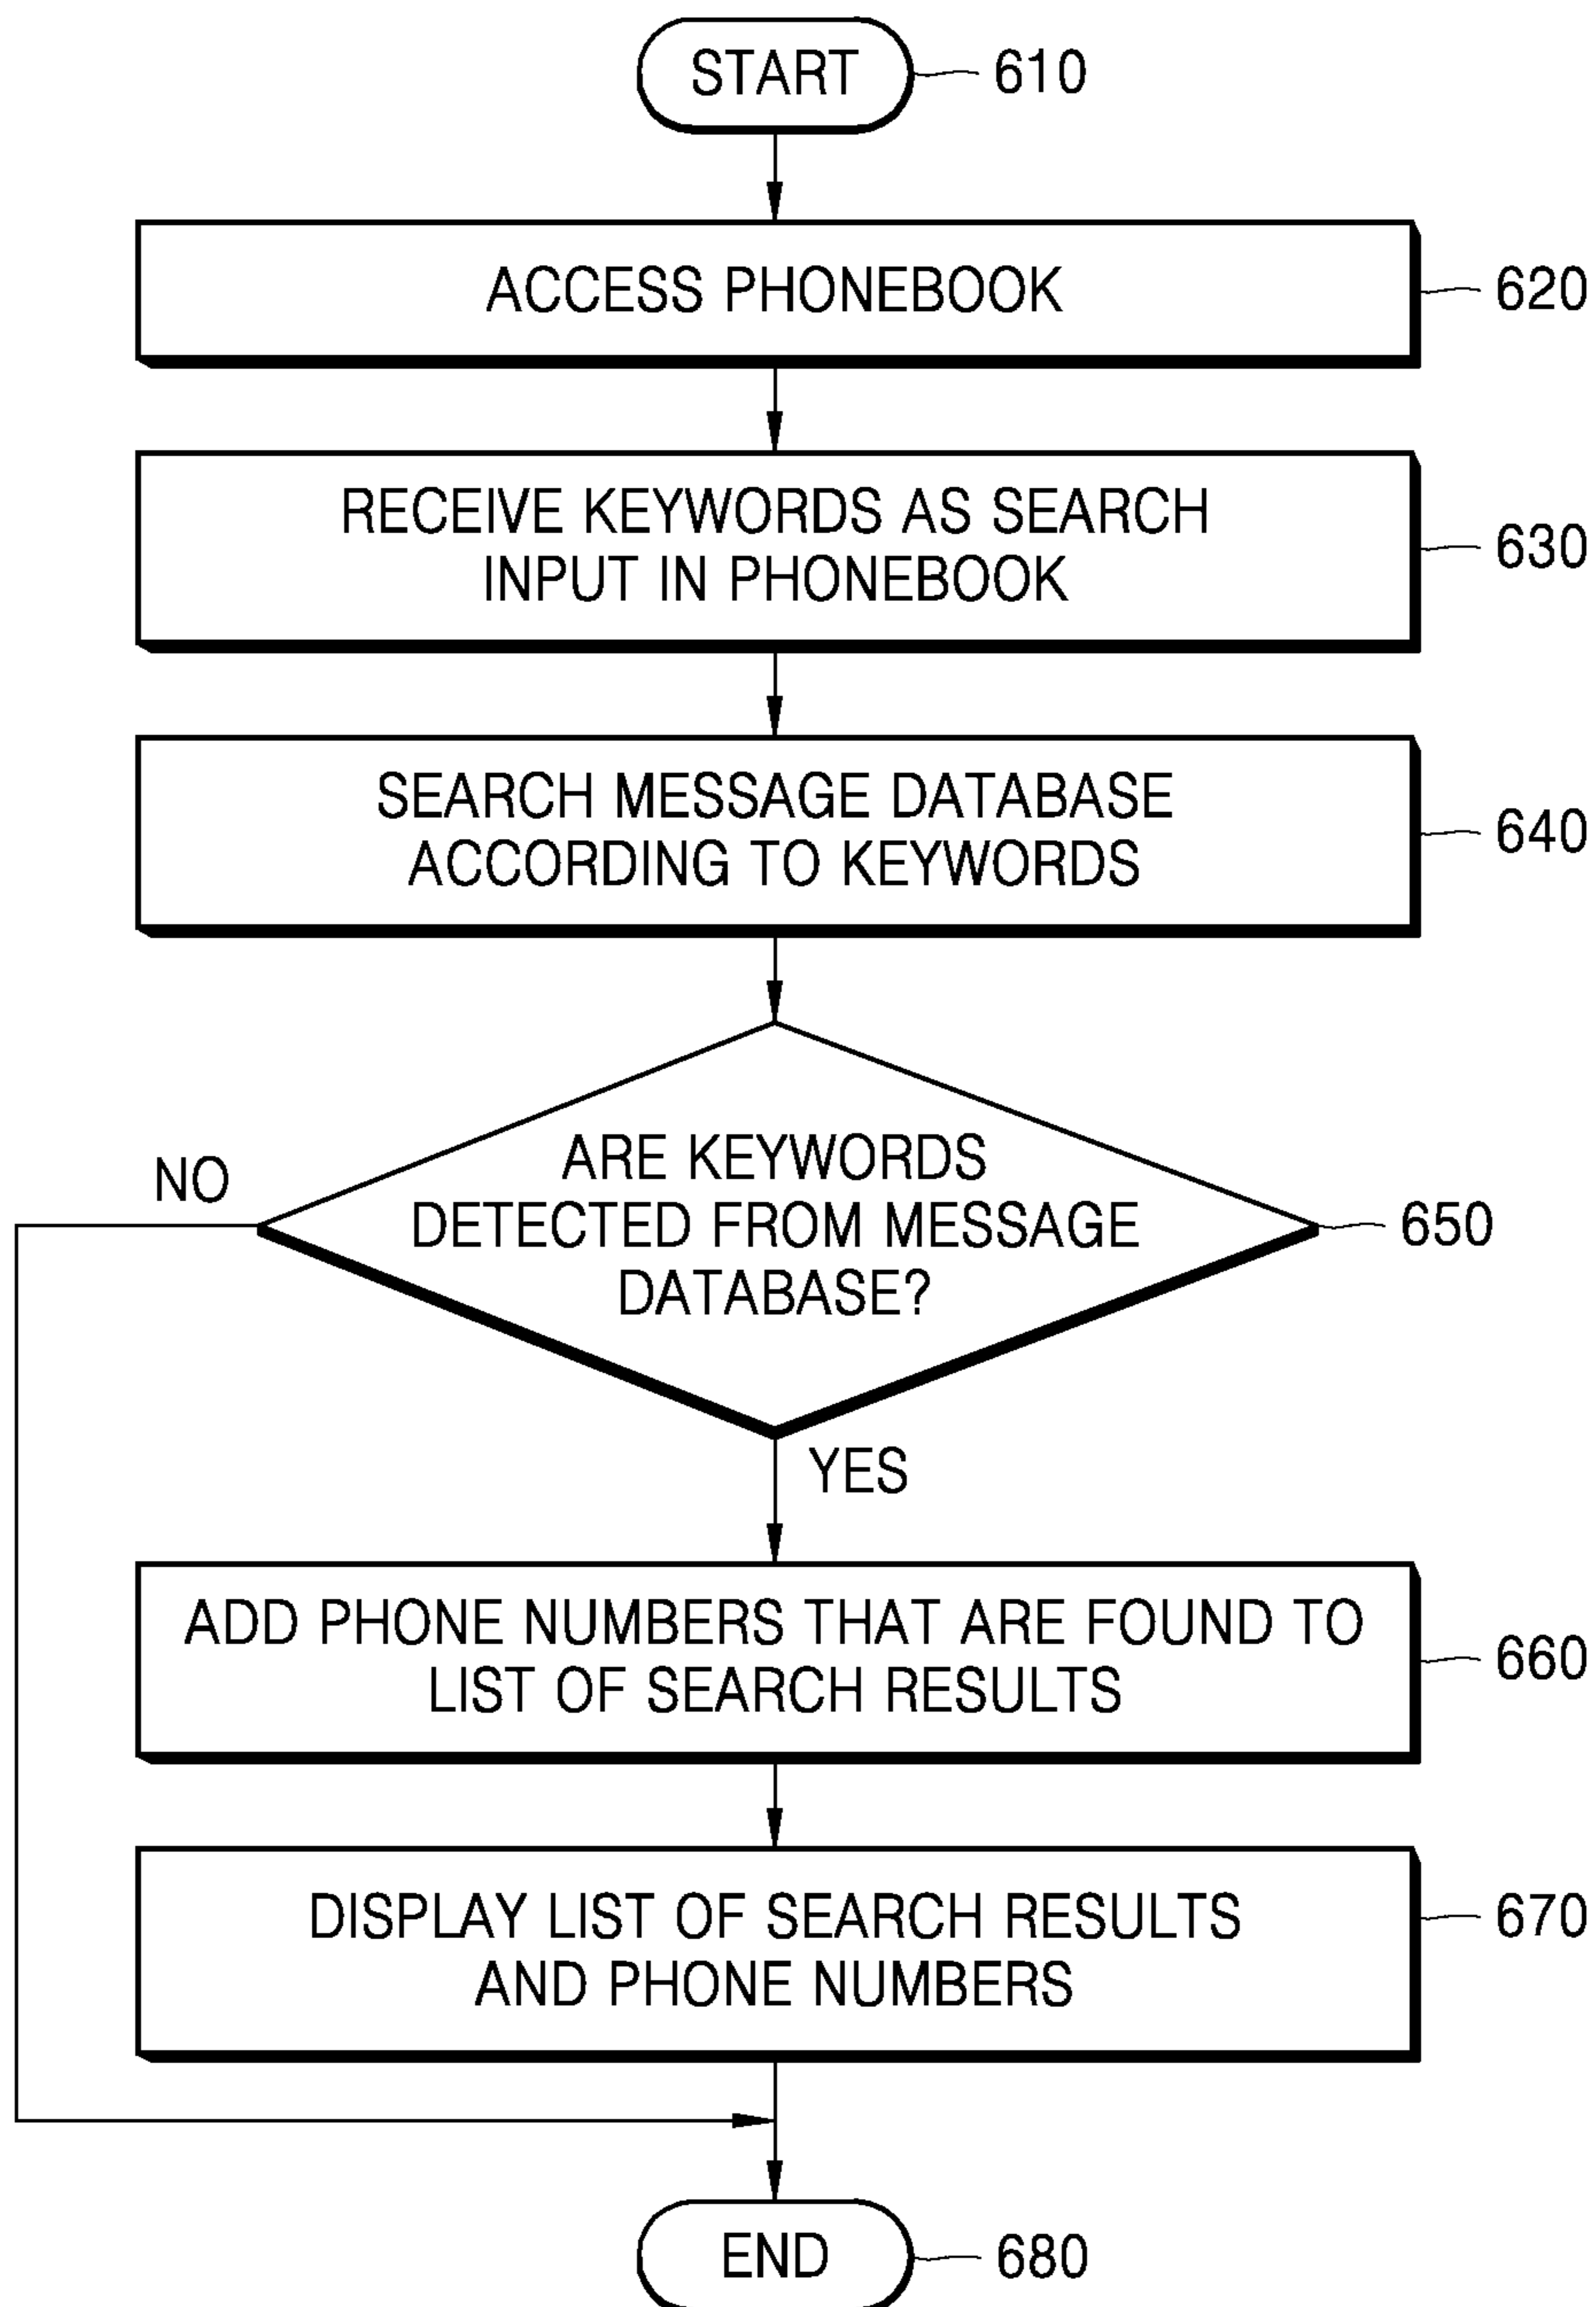 START
610
ACCESS PHONEBOOK
620
RECEIVE KEYWORDS AS SEARCH
INPUT IN PHONEBOOK
630
SEARCH MESSAGE DATABASE
ACCORDING TO KEYWORDS
640
ARE KEYWORDS
DETECTED FROM MESSAGE
DATABASE?
650
NO
YES
ADD PHONE NUMBERS THAT ARE FOUND TO
LIST OF SEARCH RESULTS
660
DISPLAY LIST OF SEARCH RESULTS
AND PHONE NUMBERS
670
END
680